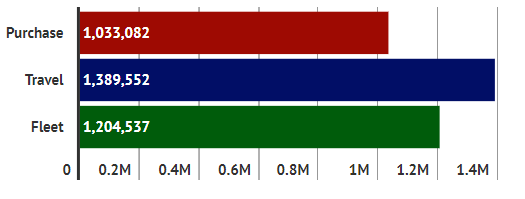 Purchase 1,033,082
Travel 1,389,552
Fleet 1,204,537
0 0.2M 0.4M 0.6M 0.8M 1M 1.2M 1.4M